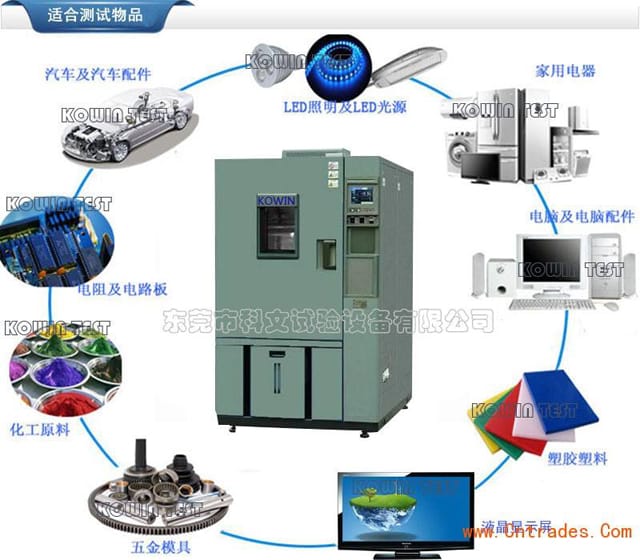 适合测试物品
汽车及汽车配件
KOWIN TEST
LED照明及LED光源
KOWIN TEST
家用电器
KOWIN TEST
KOWIN TEST
电阻及电路板
KOWIN
电脑及电脑配件
KOWIN TEST
东莞市科文试验设备有限公司
KOWIN TEST
化工原料
KOWIN TEST
塑胶塑料
五金模具
液晶显示屏
www.Cntrades.Com